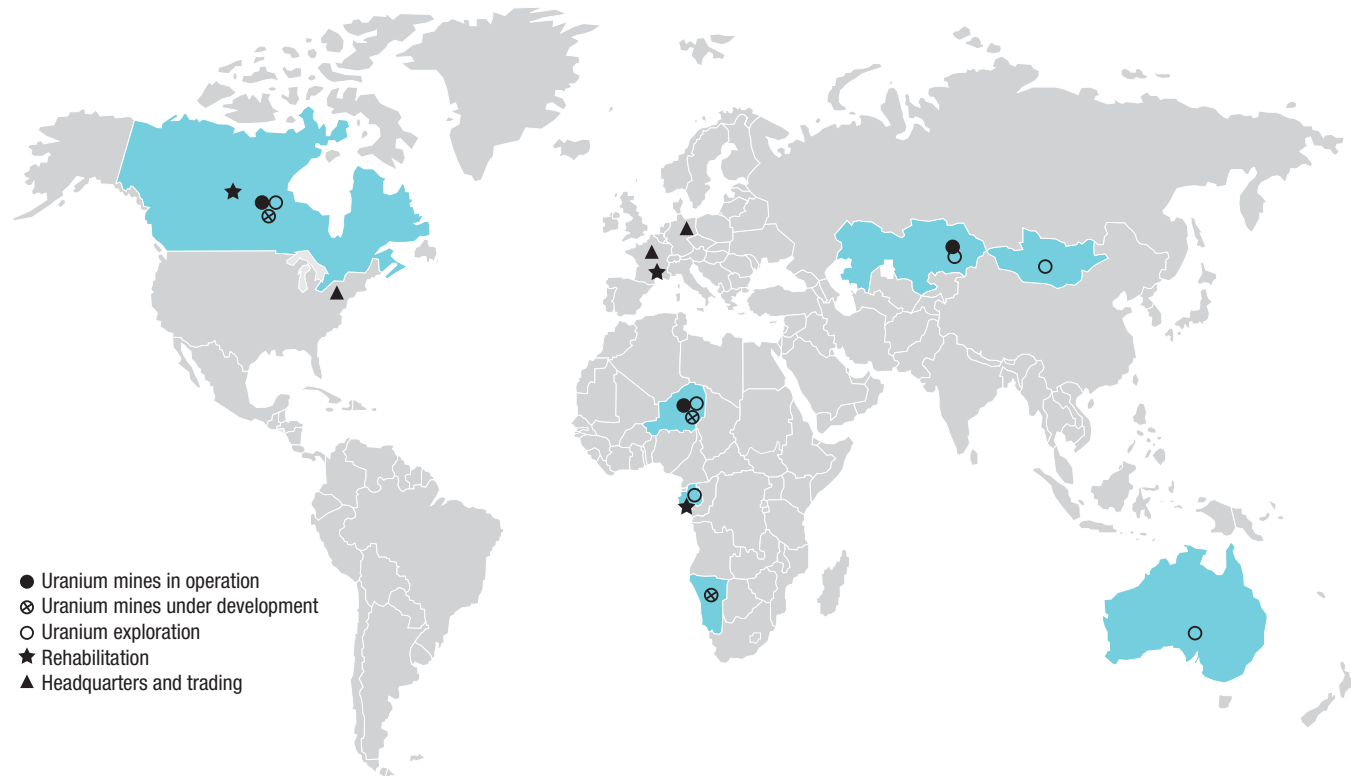 Uranium mines in operation
Uranium mines under development
Uranium exploration
Rehabilitation
Headquarters and trading